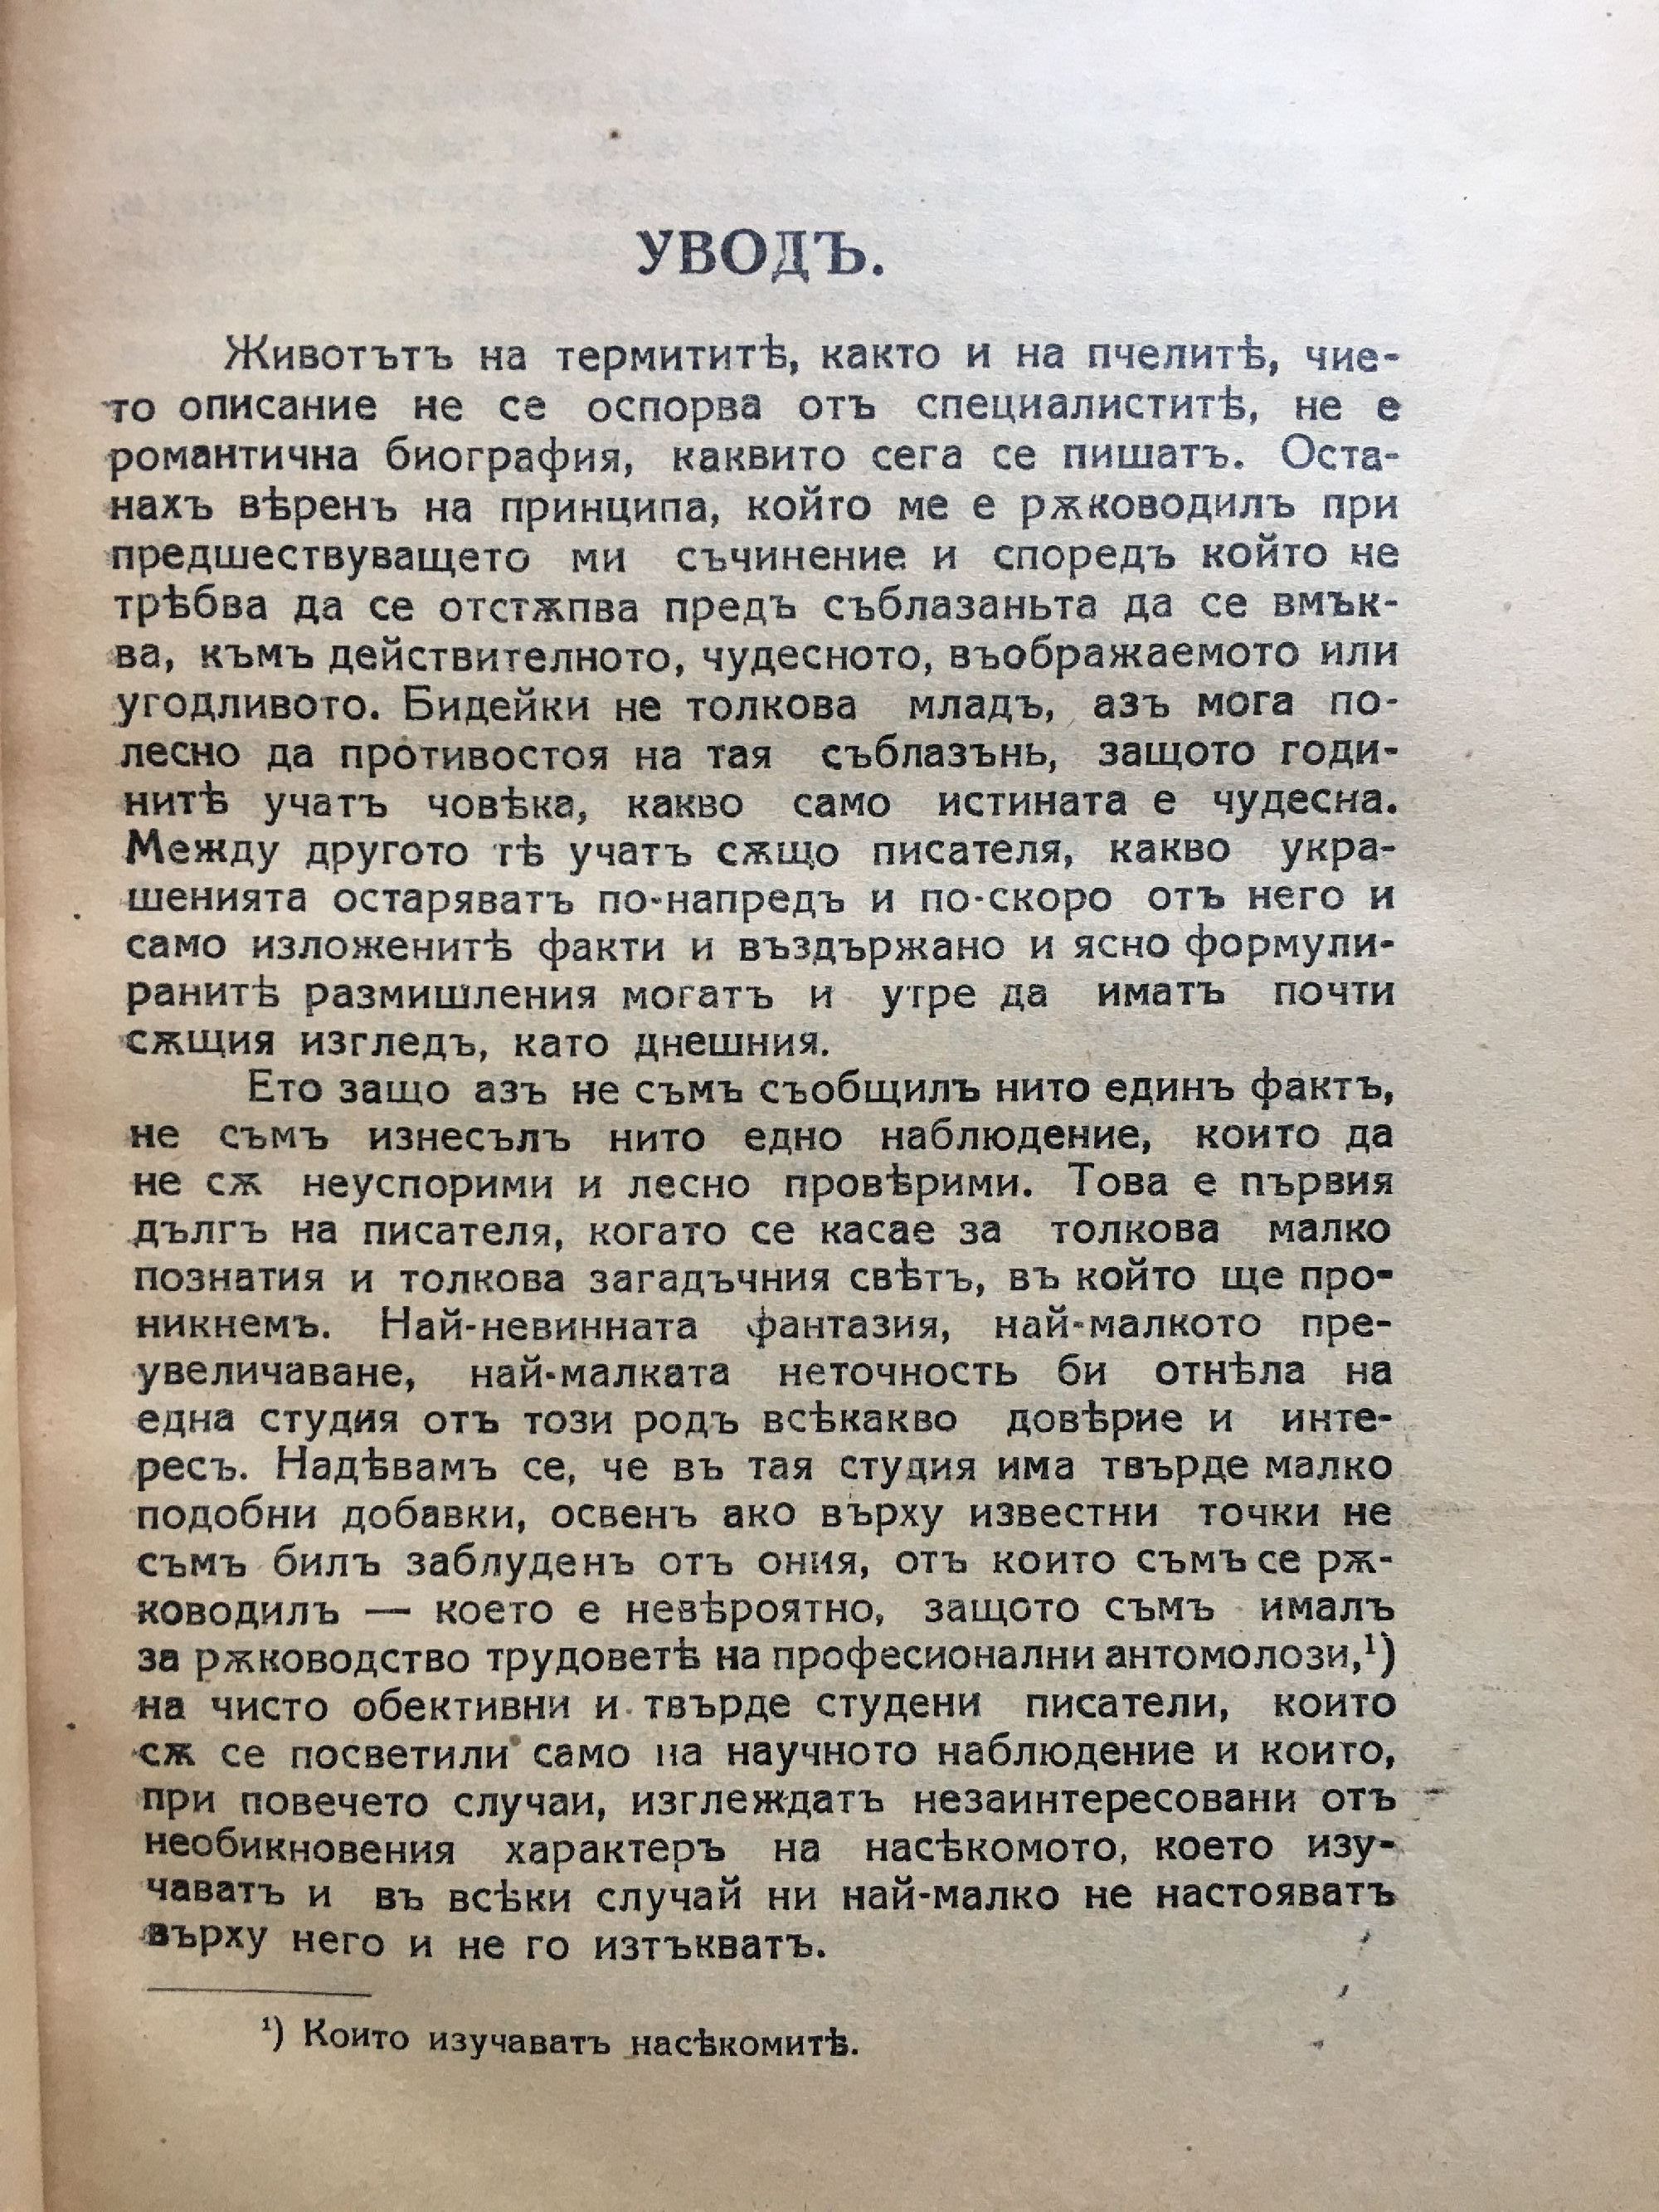 УВОДЪ.
Животътъ на термититѣ, както и на пчелитѣ, чие-
то описание не се оспорва отъ специалиститѣ, не е
романтична биография, каквито сега се пишатъ. Оста-
нахъ вѣренъ на принципа, който ме е рѫководилъ при
предшествуващето ми съчинение и споредъ който не
трѣбва да се отстѫпва предъ съблазаньта да се вмък-
ва, къмъ действителното, чудесното, въображаемото или
угодливото. Бидейки не толкова младъ, азъ мога по-
лесно да противостоя на тая съблазънь, защото годи-
нитѣ учатъ човѣка, какво само истината е чудесна.
Между другото тѣ учатъ сѫщо писателя, какво укра-
шенията остаряватъ по-напредъ и по-скоро отъ него и
само изложенитѣ факти и въздържано и ясно формули-
ранитѣ размишления могатъ и утре да иматъ почти
сѫщия изгледъ, като днешния.
Ето защо азъ не съмъ съобщилъ нито единъ фактъ,
не съмъ изнесълъ нито едно наблюдение, които да
не сѫ неуспорими и лесно провѣрими. Това е първия
дългъ на писателя, когато се касае за толкова малко
познатия и толкова загадъчния свѣтъ, въ който ще про-
никнемъ. Най-невинната фантазия, най-малкото пре-
увеличаване, най-малката неточность би отнѣла на
една студия отъ този родъ всѣкакво довѣрие и инте-
ресъ. Надѣвамъ се, че въ тая студия има твърде малко
подобни добавки, освенъ ако върху известни точки не
съмъ билъ заблуденъ отъ ония, отъ които съмъ се рѫ-
ководилъ — което е невѣроятно, защото съмъ ималъ
за рѫководство трудоветѣ на професионални антомолози,¹)
на чисто обективни и твърде студени писатели, които
сѫ се посветили само на научното наблюдение и които,
при повечето случаи, изглеждатъ незаинтересовани отъ
необикновения характеръ на насѣкомото, което изу-
чаватъ и въ всѣки случай ни най-малко не настояватъ
върху него и не го изтъкватъ.
¹) Които изучаватъ насѣкомитѣ.